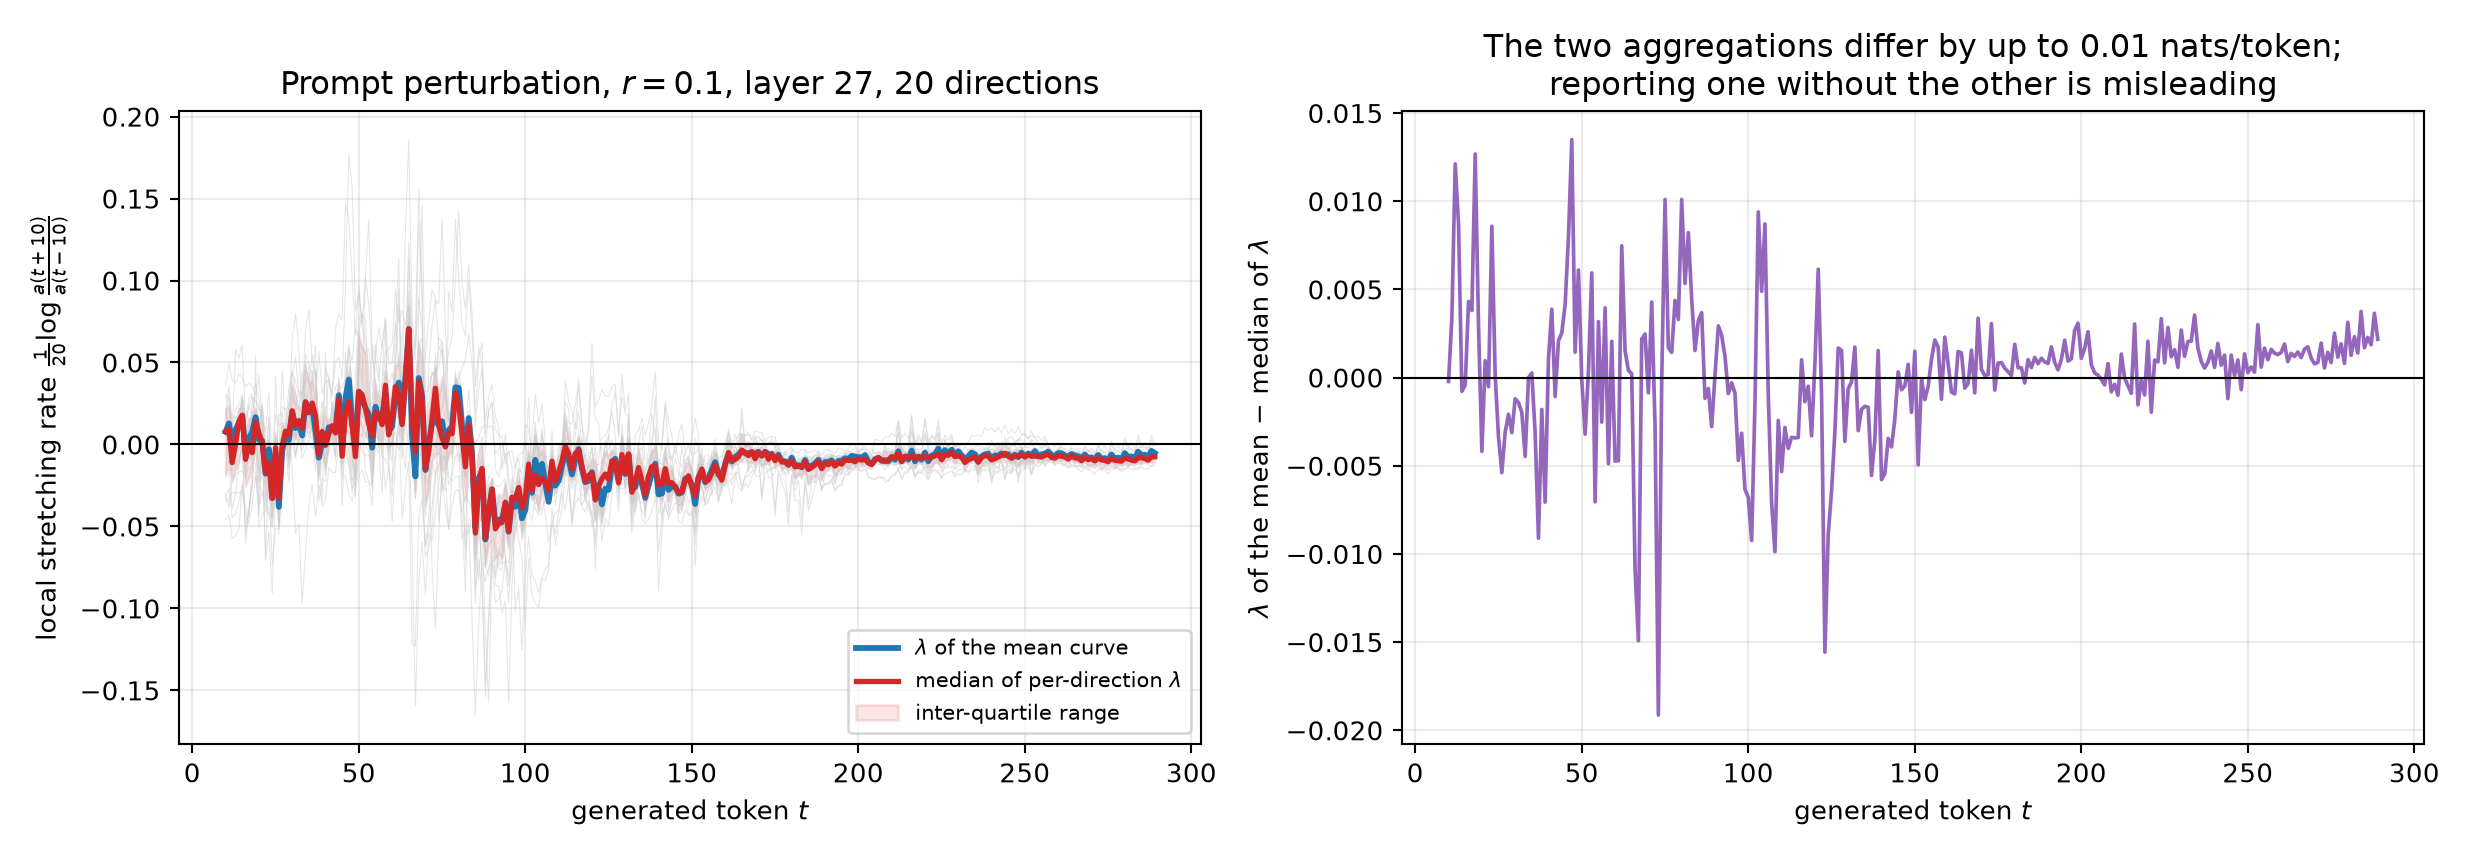 Prompt perturbation, r = 0.1, layer 27, 20 directions
local stretching rate 1/20 log a(t + 10)/a(t − 10)
0.20
0.15
0.10
0.05
0.00
−0.05
−0.10
−0.15
λ of the mean curve
median of per-direction λ
inter-quartile range
0 50 100 150 200 250 300
generated token t
The two aggregations differ by up to 0.01 nats/token;
reporting one without the other is misleading
λ of the mean − median of λ
0.015
0.010
0.005
0.000
−0.005
−0.010
−0.015
−0.020
0 50 100 150 200 250 300
generated token t